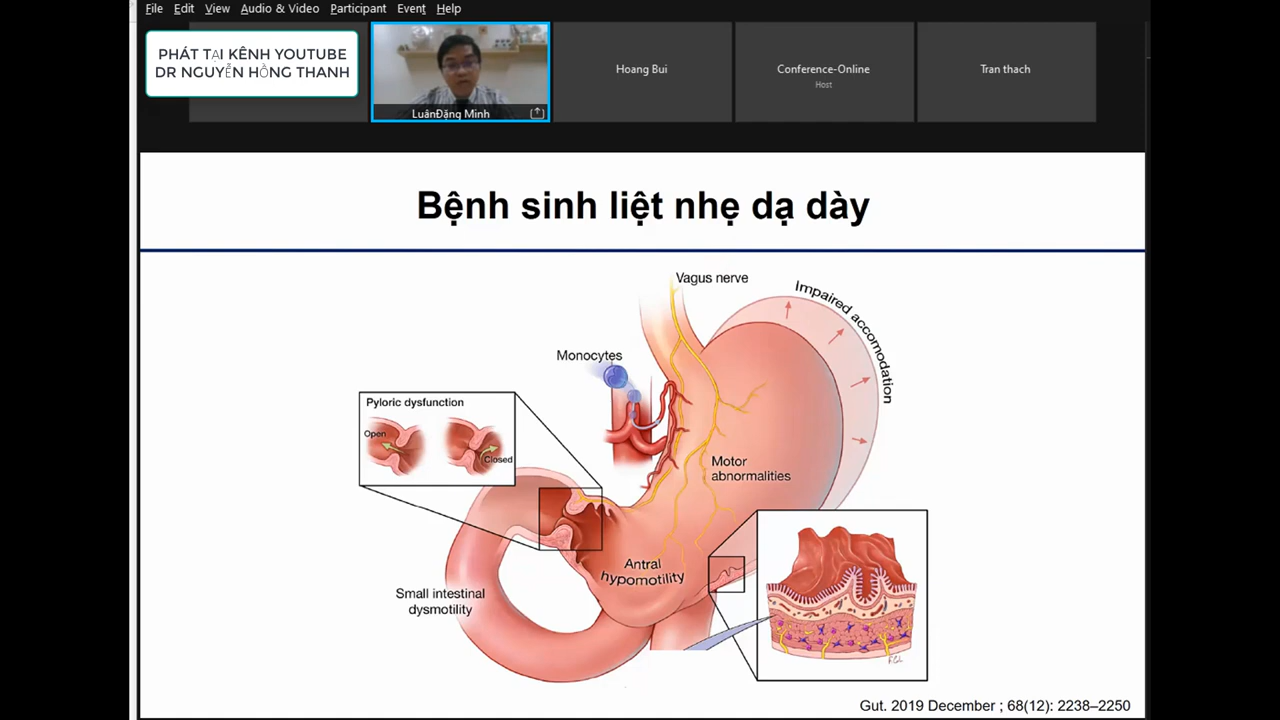 File Edit View Audio & Video Participant Event Help
PHÁT TẠI KÊNH YOUTUBE
DR NGUYỄN HỒNG THANH
LuânĐặng Minh
Hoang Bui
Conference-Online
Host
Tran thach
Bệnh sinh liệt nhẹ dạ dày
Vagus nerve
Impaired accomodation
Monocytes
Pyloric dysfunction
Open
Closed
Motor
abnormalities
Antral
hypomotility
Small intestinal
dysmotility
Gut. 2019 December ; 68(12): 2238–2250